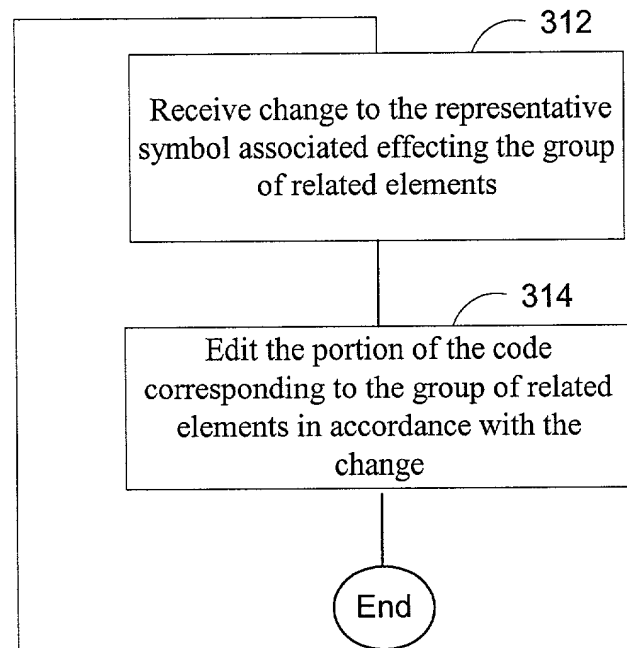 312
Receive change to the representative
symbol associated effecting the group
of related elements
314
Edit the portion of the code
corresponding to the group of related
elements in accordance with the
change
End